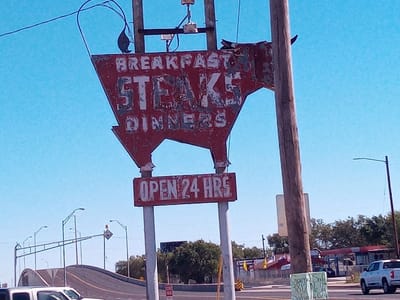 BREAKFAST
STEAKS
DINNERS
OPEN 24 HRS